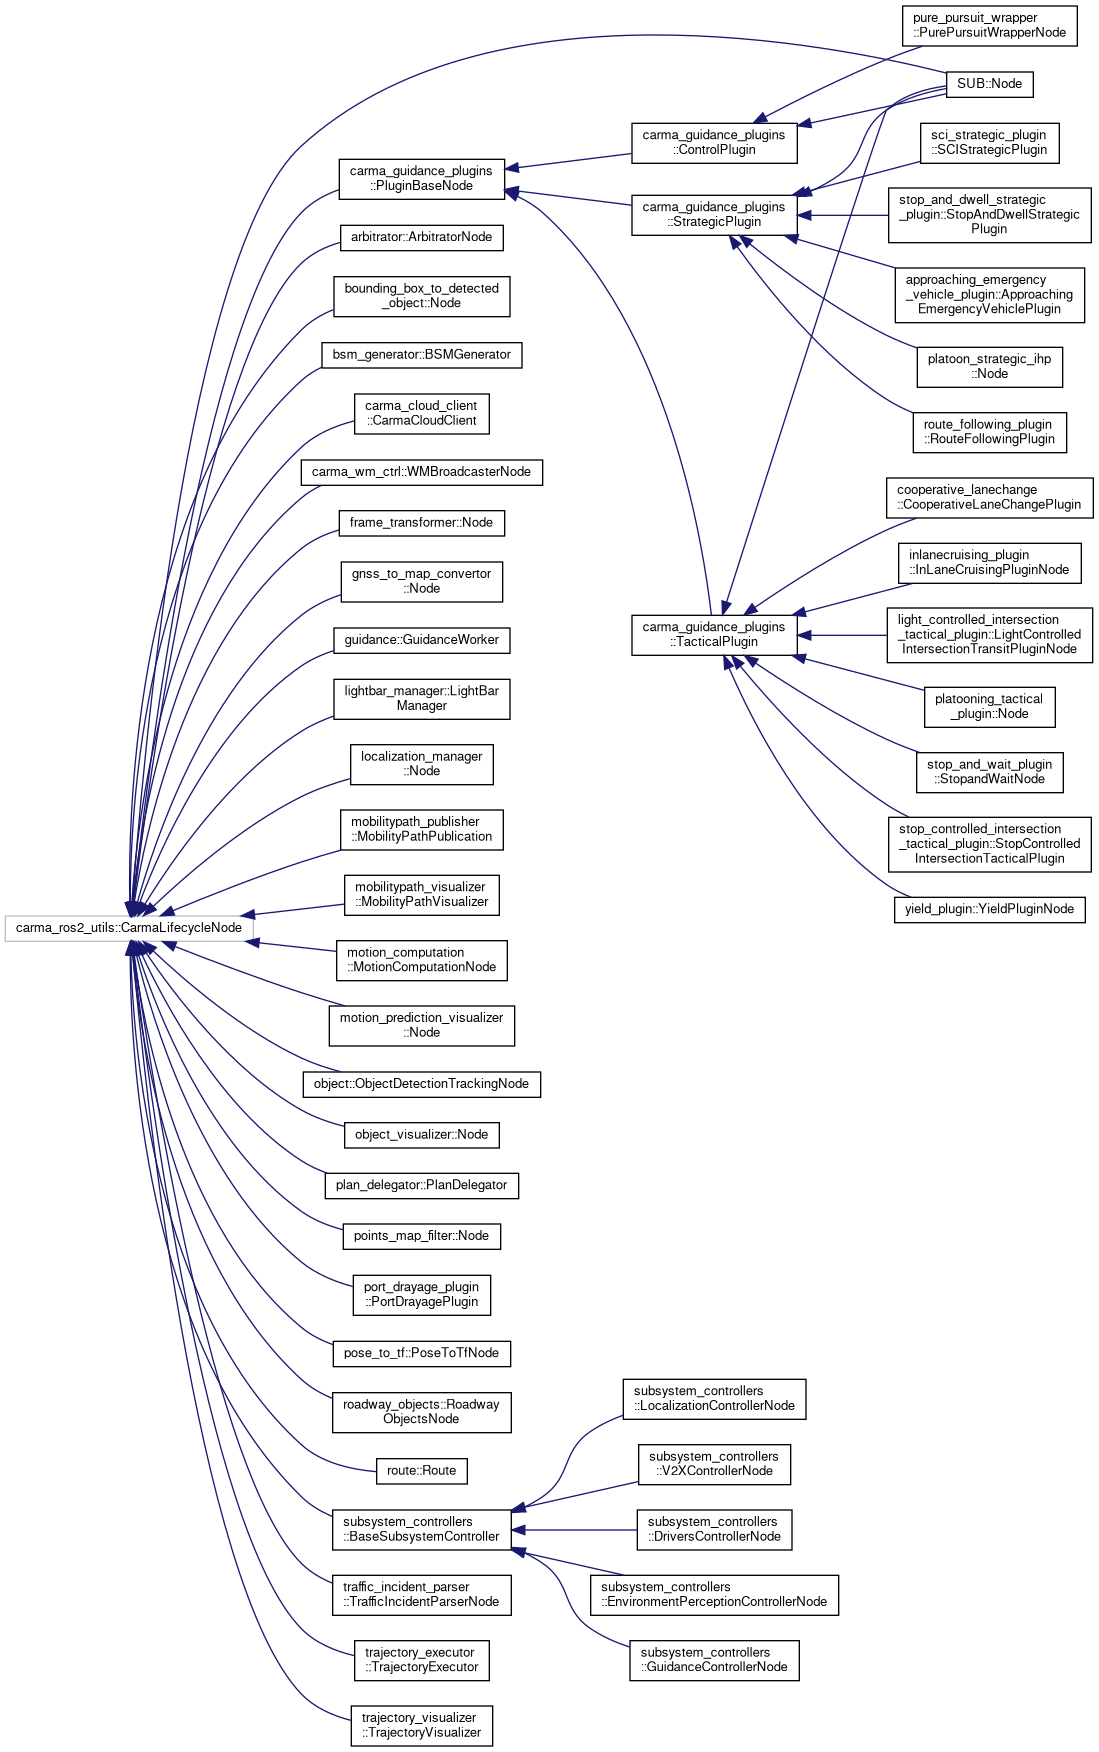 carma_ros2_utils::CarmaLifecycleNode
carma_guidance_plugins
::PluginBaseNode
arbitrator::ArbitratorNode
bounding_box_to_detected
_object::Node
bsm_generator::BSMGenerator
carma_cloud_client
::CarmaCloudClient
carma_wm_ctrl::WMBroadcasterNode
frame_transformer::Node
gnss_to_map_convertor
::Node
guidance::GuidanceWorker
lightbar_manager::LightBar
Manager
localization_manager
::Node
mobilitypath_publisher
::MobilityPathPublication
mobilitypath_visualizer
::MobilityPathVisualizer
motion_computation
::MotionComputationNode
motion_prediction_visualizer
::Node
object::ObjectDetectionTrackingNode
object_visualizer::Node
plan_delegator::PlanDelegator
points_map_filter::Node
port_drayage_plugin
::PortDrayagePlugin
pose_to_tf::PoseToTfNode
roadway_objects::Roadway
ObjectsNode
route::Route
subsystem_controllers
::BaseSubsystemController
traffic_incident_parser
::TrafficIncidentParserNode
trajectory_executor
::TrajectoryExecutor
trajectory_visualizer
::TrajectoryVisualizer
carma_guidance_plugins
::ControlPlugin
carma_guidance_plugins
::StrategicPlugin
carma_guidance_plugins
::TacticalPlugin
subsystem_controllers
::LocalizationControllerNode
subsystem_controllers
::V2XControllerNode
subsystem_controllers
::DriversControllerNode
subsystem_controllers
::EnvironmentPerceptionControllerNode
subsystem_controllers
::GuidanceControllerNode
pure_pursuit_wrapper
::PurePursuitWrapperNode
SUB::Node
sci_strategic_plugin
::SCIStrategicPlugin
stop_and_dwell_strategic
_plugin::StopAndDwellStrategic
Plugin
approaching_emergency
_vehicle_plugin::Approaching
EmergencyVehiclePlugin
platoon_strategic_ihp
::Node
route_following_plugin
::RouteFollowingPlugin
cooperative_lanechange
::CooperativeLaneChangePlugin
inlanecruising_plugin
::InLaneCruisingPluginNode
light_controlled_intersection
_tactical_plugin::LightControlled
IntersectionTransitPluginNode
platooning_tactical
_plugin::Node
stop_and_wait_plugin
::StopandWaitNode
stop_controlled_intersection
_tactical_plugin::StopControlled
IntersectionTacticalPlugin
yield_plugin::YieldPluginNode